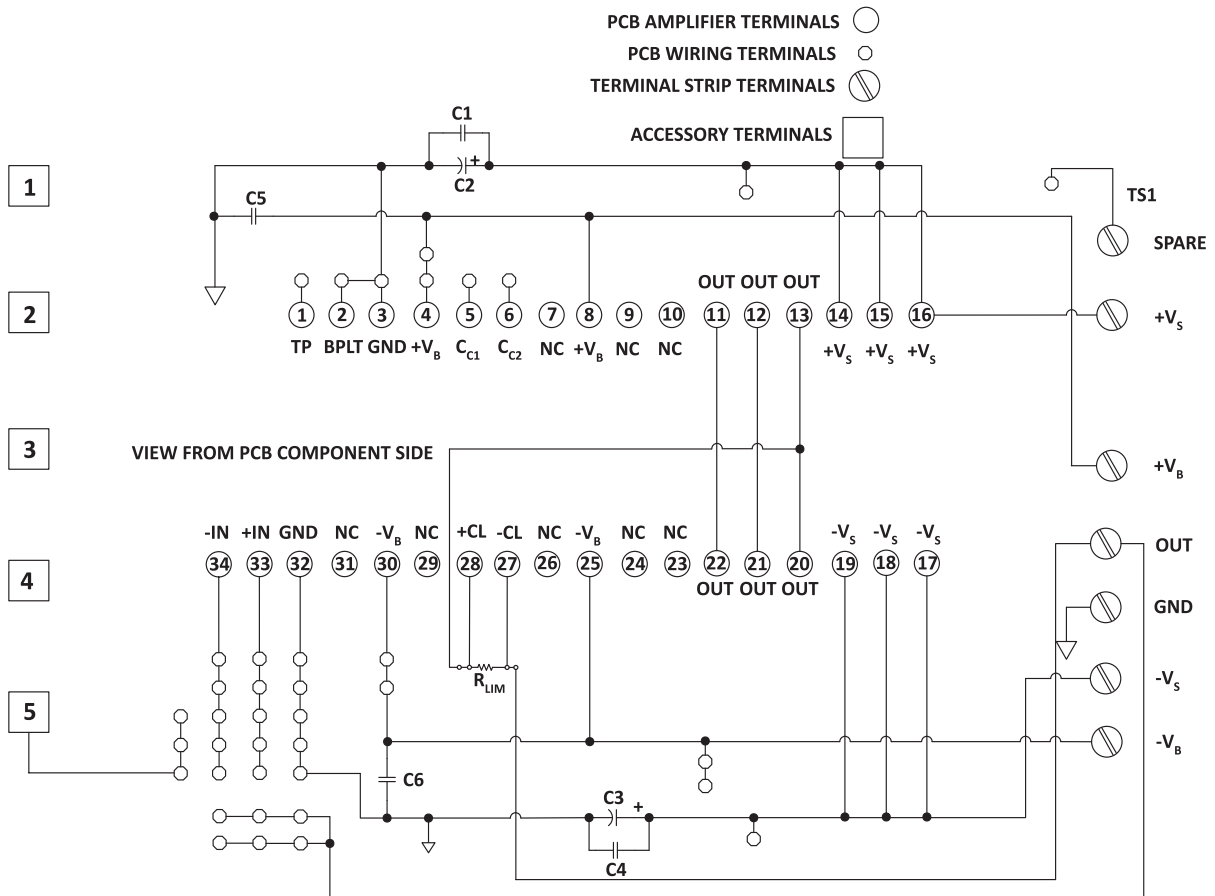 PCB AMPLIFIER TERMINALS
PCB WIRING TERMINALS
TERMINAL STRIP TERMINALS
ACCESSORY TERMINALS
C1
+
C2
1
C5
TS1
SPARE
OUT OUT OUT
2
1 2 3 4 5 6 7 8 9 10 11 12 13 14 15 16
+VS
TP BPLT GND +VB CC1 CC2 NC +VB NC NC +VS +VS +VS
3
VIEW FROM PCB COMPONENT SIDE
+VB
-IN +IN GND NC -VB NC +CL -CL NC -VB NC NC -VS -VS -VS
OUT
34 33 32 31 30 29 28 27 26 25 24 23 22 21 20 19 18 17
4
OUT OUT OUT
GND
RLIM
-VS
5
-VB
C6
C3
+
C4